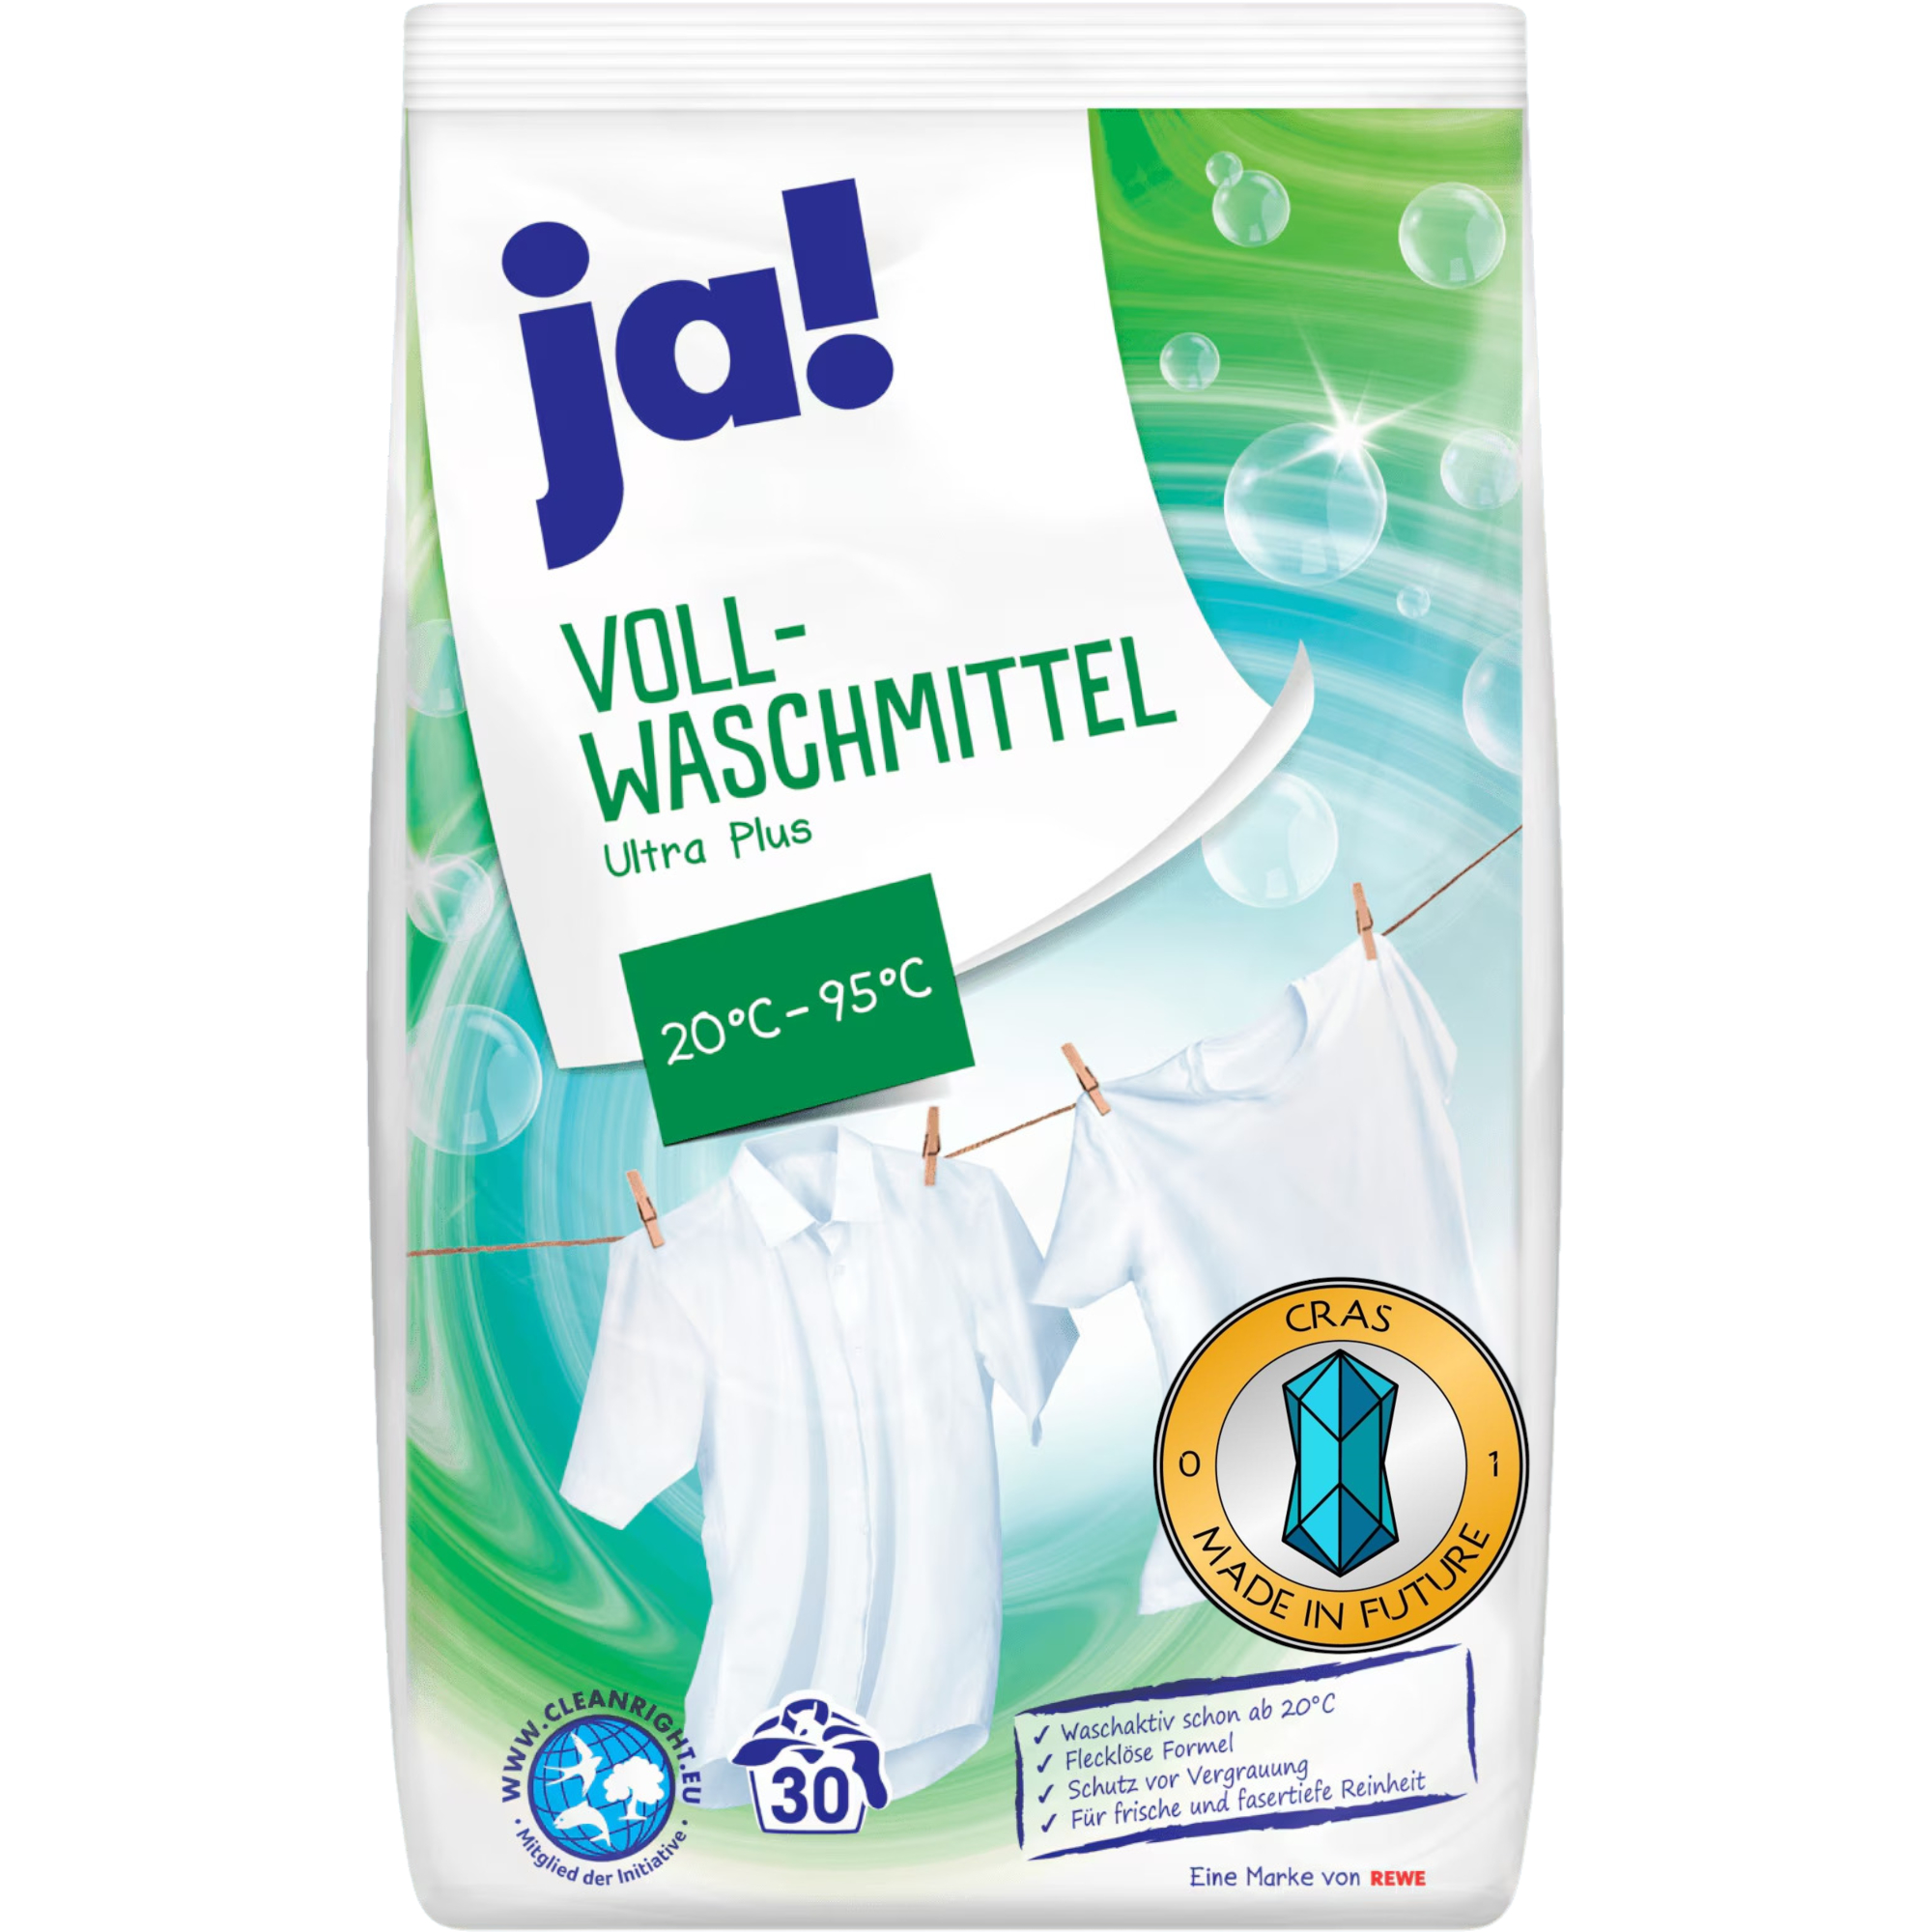 ja!
VOLL-
WASCHMITTEL
Ultra Plus
20°C-95°C
CRAS
0 1
MADE IN FUTURE
WWW.CLEANRIGHT.EU
• Mitglied der Initiative •
30
✓ Waschaktiv schon ab 20°C
✓ Flecklöse Formel
✓ Schutz vor Vergrauung
✓ Für frische und fasertiefe Reinheit
Eine Marke von REWE